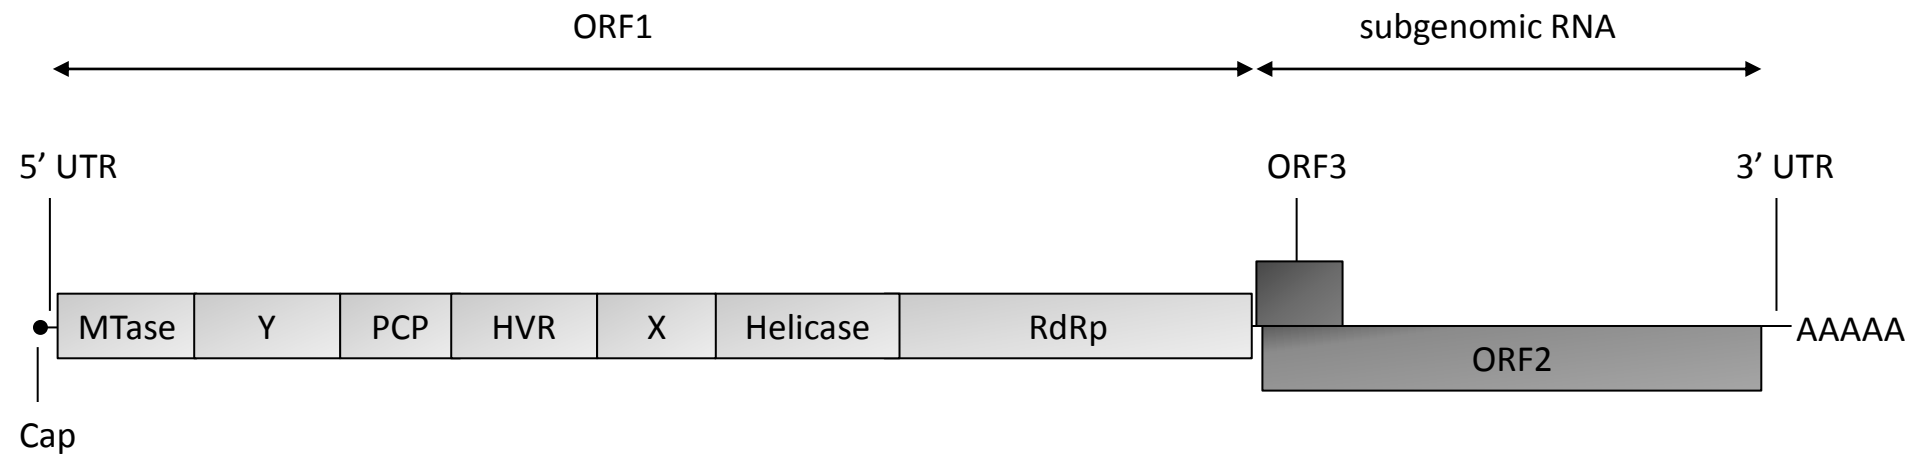 ORF1 subgenomic RNA
5’ UTR ORF3 3’ UTR
MTase Y PCP HVR X Helicase RdRp AAAAA
ORF2
Cap